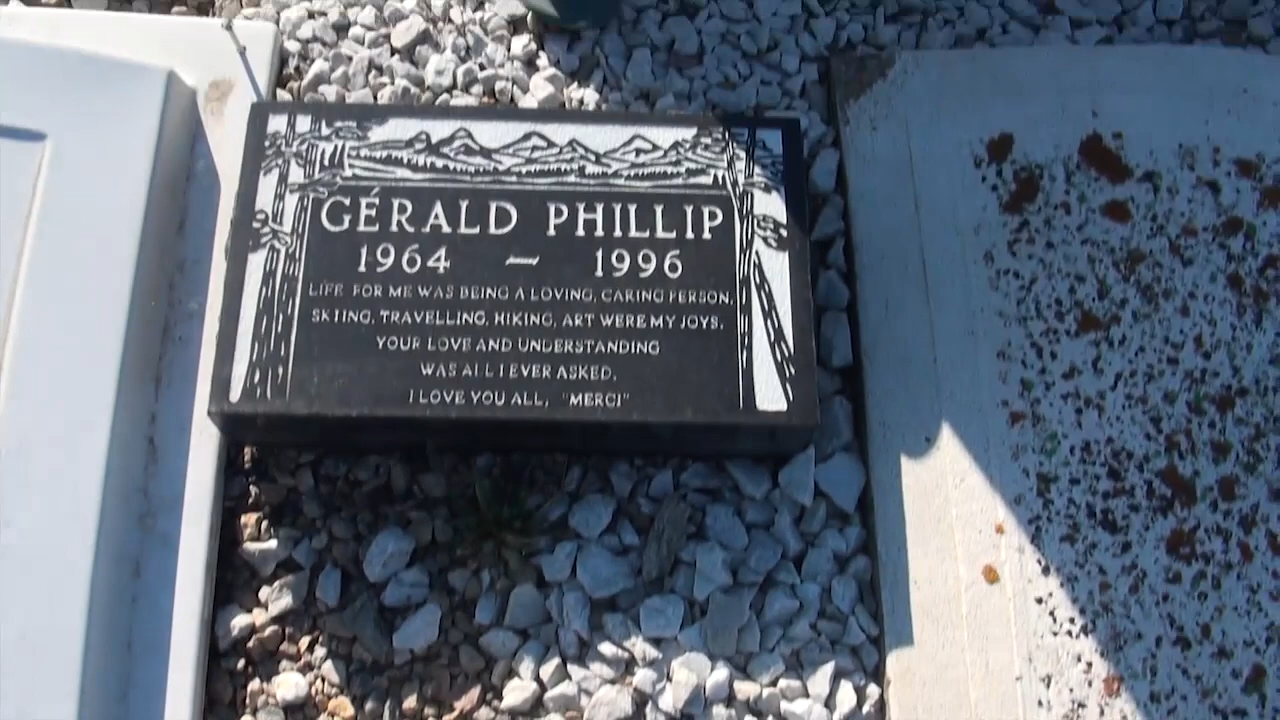 GÉRALD PHILLIP
1964 — 1996
LIFE FOR ME WAS BEING A LOVING, CARING PERSON,
SKIING, TRAVELLING, HIKING, ART WERE MY JOYS.
YOUR LOVE AND UNDERSTANDING
WAS ALL I EVER ASKED.
I LOVE YOU ALL, "MERCI"